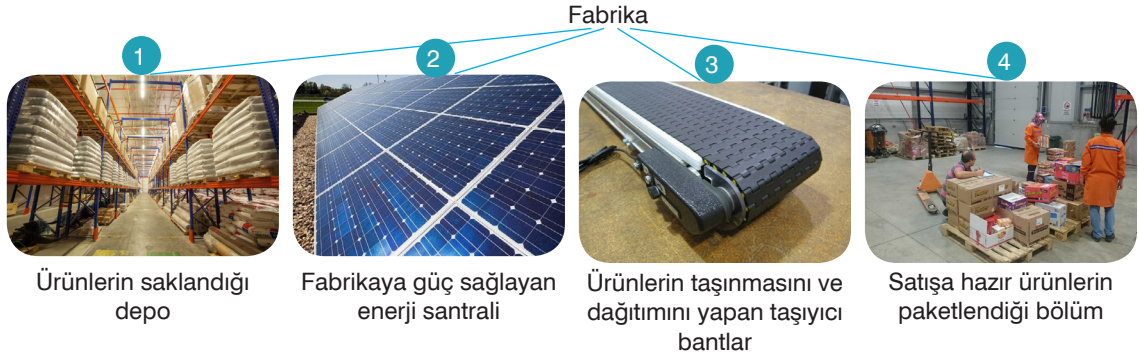 Fabrika
1
2
3
4
Ürünlerin saklandığı
depo
Fabrikaya güç sağlayan
enerji santrali
Ürünlerin taşınmasını ve
dağıtımını yapan taşıyıcı
bantlar
Satışa hazır ürünlerin
paketlendiği bölüm